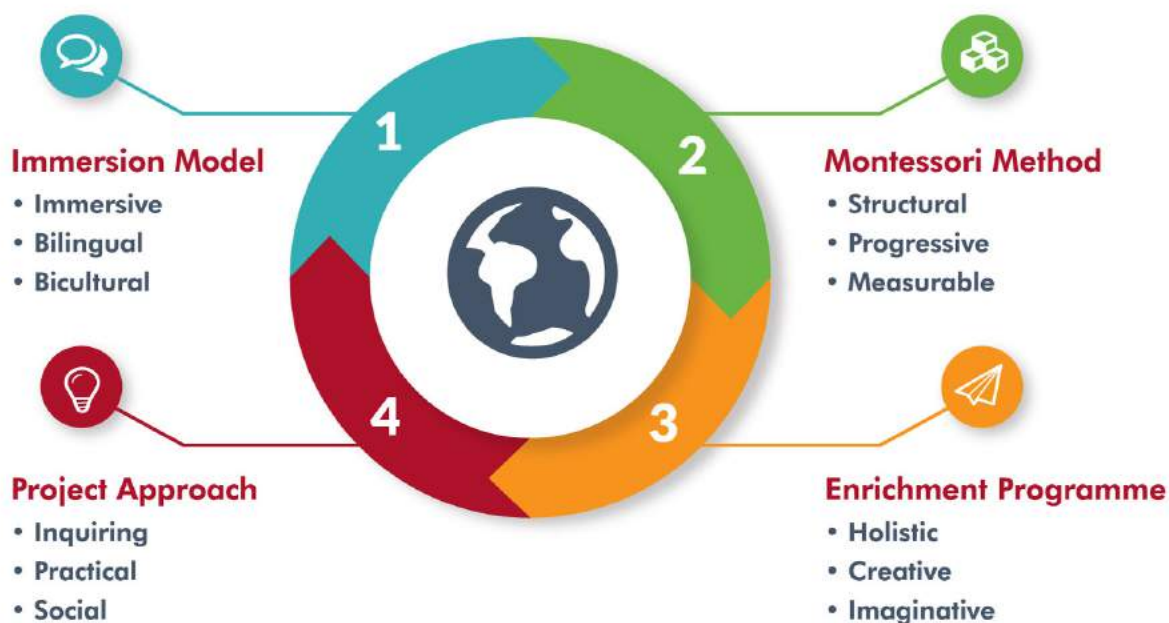 1
Immersion Model
• Immersive
• Bilingual
• Bicultural
2
Montessori Method
• Structural
• Progressive
• Measurable
3
Enrichment Programme
• Holistic
• Creative
• Imaginative
4
Project Approach
• Inquiring
• Practical
• Social